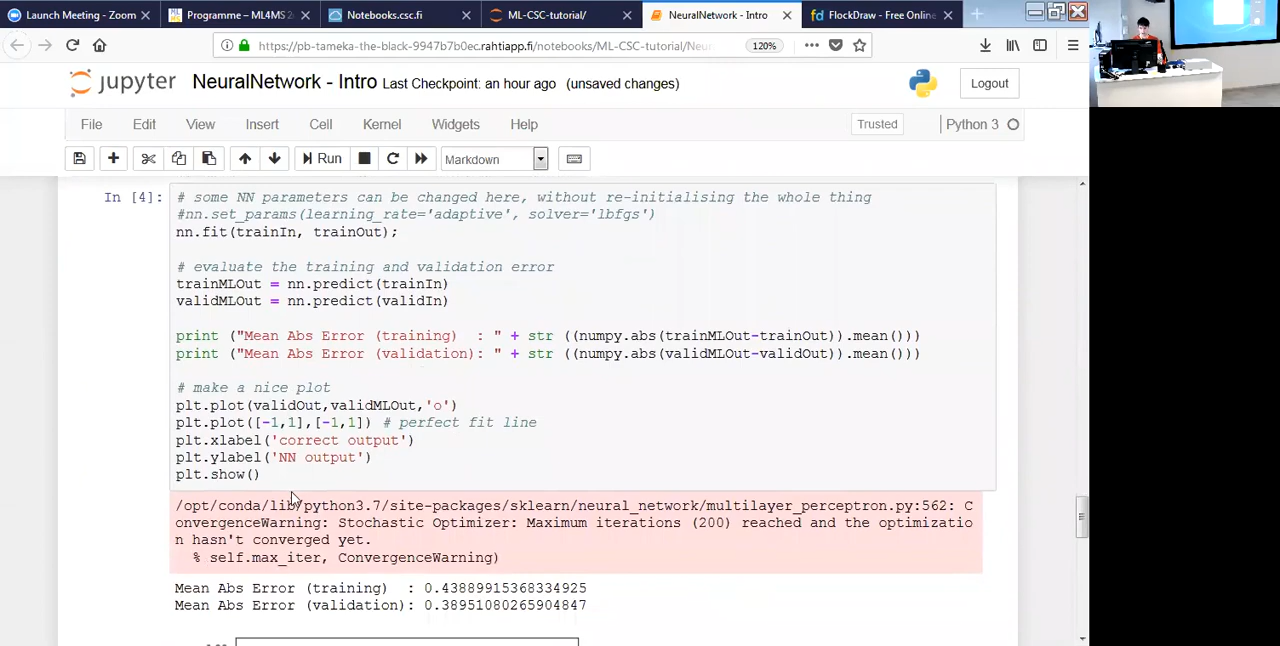 Launch Meeting - Zoom
Programme – ML4MS 2
Notebooks.csc.fi
ML-CSC-tutorial/
NeuralNetwork - Intro
FlockDraw - Free Online
https://pb-tameka-the-black-9947b7b0ec.rahtiapp.fi/notebooks/ML-CSC-tutorial/Neu
120%
jupyter NeuralNetwork - Intro Last Checkpoint: an hour ago (unsaved changes)
Logout
File Edit View Insert Cell Kernel Widgets Help
Trusted
Python 3
Run
Markdown
In [4]:
# some NN parameters can be changed here, without re-initialising the whole thing
#nn.set_params(learning_rate='adaptive', solver='lbfgs')
nn.fit(trainIn, trainOut);
# evaluate the training and validation error
trainMLOut = nn.predict(trainIn)
validMLOut = nn.predict(validIn)
print ("Mean Abs Error (training)  : " + str ((numpy.abs(trainMLOut-trainOut)).mean()))
print ("Mean Abs Error (validation): " + str ((numpy.abs(validMLOut-validOut)).mean()))
# make a nice plot
plt.plot(validOut,validMLOut,'o')
plt.plot([-1,1],[-1,1]) # perfect fit line
plt.xlabel('correct output')
plt.ylabel('NN output')
plt.show()
/opt/conda/lib/python3.7/site-packages/sklearn/neural_network/multilayer_perceptron.py:562: C
onvergenceWarning: Stochastic Optimizer: Maximum iterations (200) reached and the optimizatio
n hasn't converged yet.
% self.max_iter, ConvergenceWarning)
Mean Abs Error (training)  : 0.43889915368334925
Mean Abs Error (validation): 0.38951080265904847